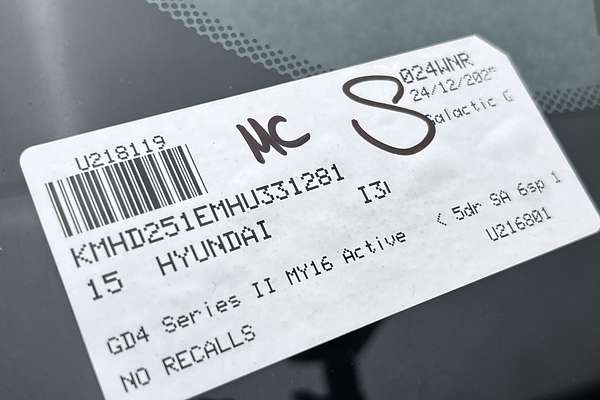 U218119
MC
S
024WNR
24/12/202
Galactic G
KMHD251EMHU331281
15 HYUNDAI I3
GD4 Series II MY16 Active < 5dr SA 6sp 1
U216801
NO RECALLS